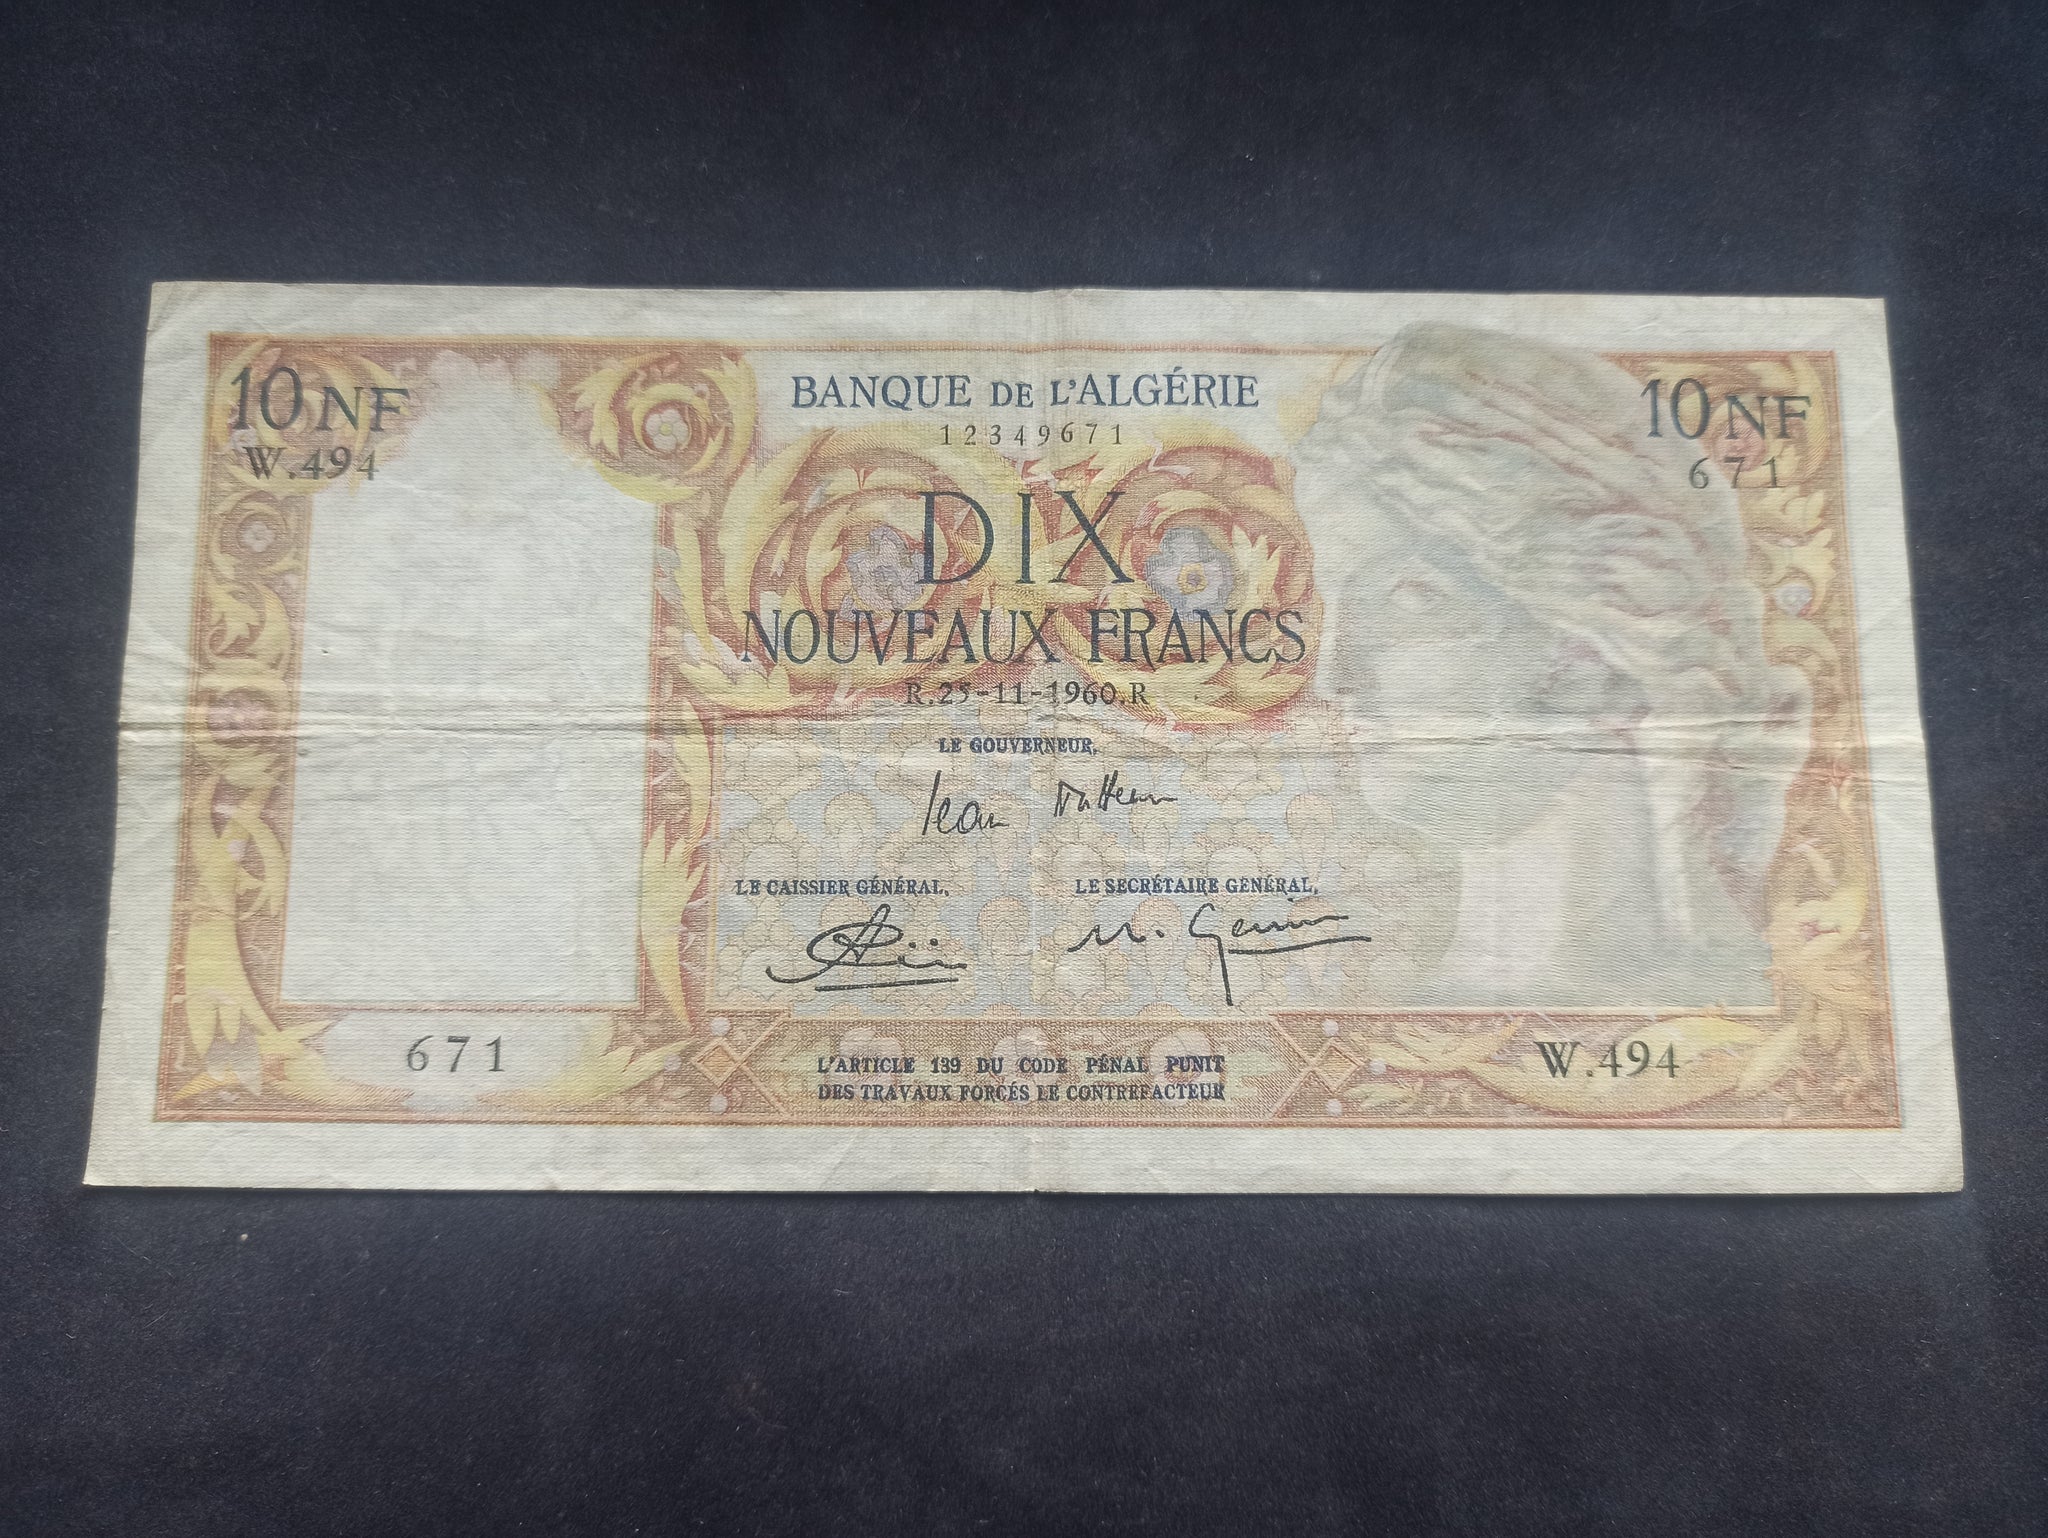 10 NF
BANQUE DE L'ALGÉRIE
10 NF
W.494
12349671
671
DIX
NOUVEAUX FRANCS
R.25-11-1960.R
LE GOUVERNEUR,
Jean
LE CAISSIER GÉNÉRAL,
LE SECRÉTAIRE GÉNÉRAL,
671
L'ARTICLE 139 DU CODE PÉNAL PUNIT
DES TRAVAUX FORCÉS LE CONTREFACTEUR
W.494